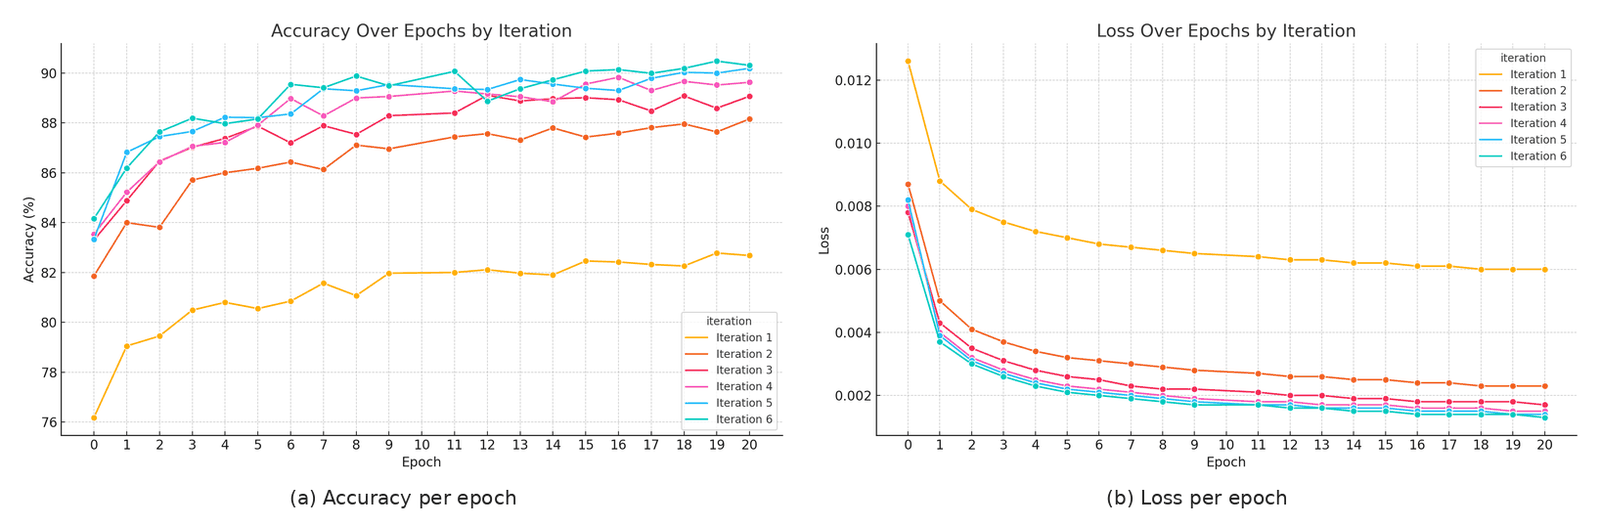 Accuracy Over Epochs by Iteration
Accuracy (%)
90
88
86
84
82
80
78
76
0 1 2 3 4 5 6 7 8 9 10 11 12 13 14 15 16 17 18 19 20
Epoch
iteration
Iteration 1
Iteration 2
Iteration 3
Iteration 4
Iteration 5
Iteration 6
(a) Accuracy per epoch
Loss Over Epochs by Iteration
Loss
0.012
0.010
0.008
0.006
0.004
0.002
0 1 2 3 4 5 6 7 8 9 10 11 12 13 14 15 16 17 18 19 20
Epoch
iteration
Iteration 1
Iteration 2
Iteration 3
Iteration 4
Iteration 5
Iteration 6
(b) Loss per epoch